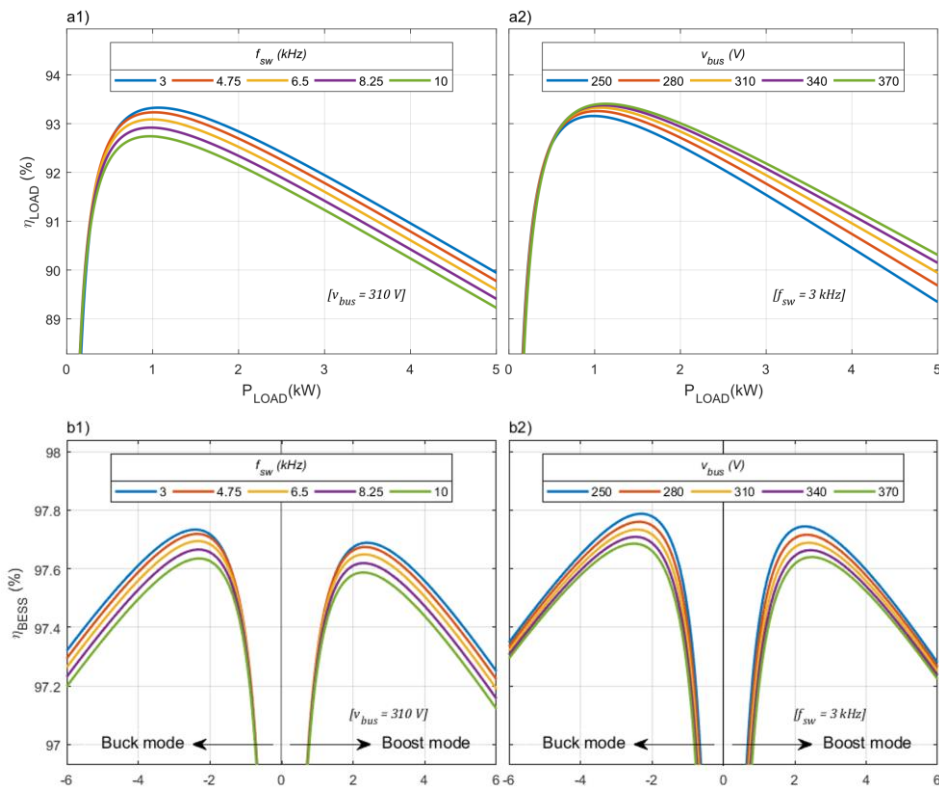 a1)
f_sw (kHz)
3 4.75 6.5 8.25 10
94
93
92
91
90
89
η_LOAD (%)
[v_bus = 310 V]
0 1 2 3 4 5
P_LOAD(kW)
a2)
v_bus (V)
250 280 310 340 370
[f_sw = 3 kHz]
0 1 2 3 4 5
P_LOAD(kW)
b1)
f_sw (kHz)
3 4.75 6.5 8.25 10
98
97.8
97.6
97.4
97.2
97
η_BESS (%)
[v_bus = 310 V]
Buck mode Boost mode
-6 -4 -2 0 2 4 6
b2)
v_bus (V)
250 280 310 340 370
[f_sw = 3 kHz]
Buck mode Boost mode
-6 -4 -2 0 2 4 6